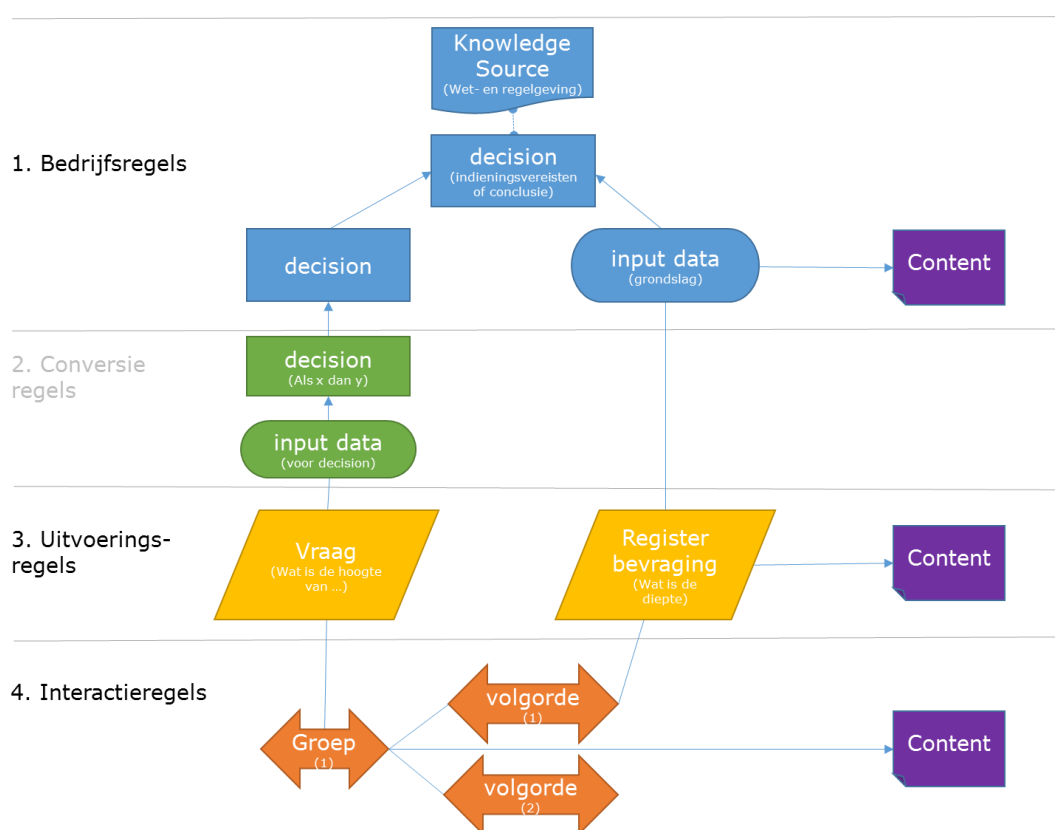 Knowledge
Source
(Wet- en regelgeving)
1. Bedrijfsregels
decision
(indieningsvereisten
of conclusie)
decision
input data
(grondslag)
Content
2. Conversie
regels
decision
(Als x dan y)
input data
(voor decision)
3. Uitvoerings-
regels
Vraag
(Wat is de hoogte
van ...)
Register
bevraging
(Wat is de
diepte)
Content
4. Interactieregels
volgorde
(1)
Groep
(1)
Content
volgorde
(2)